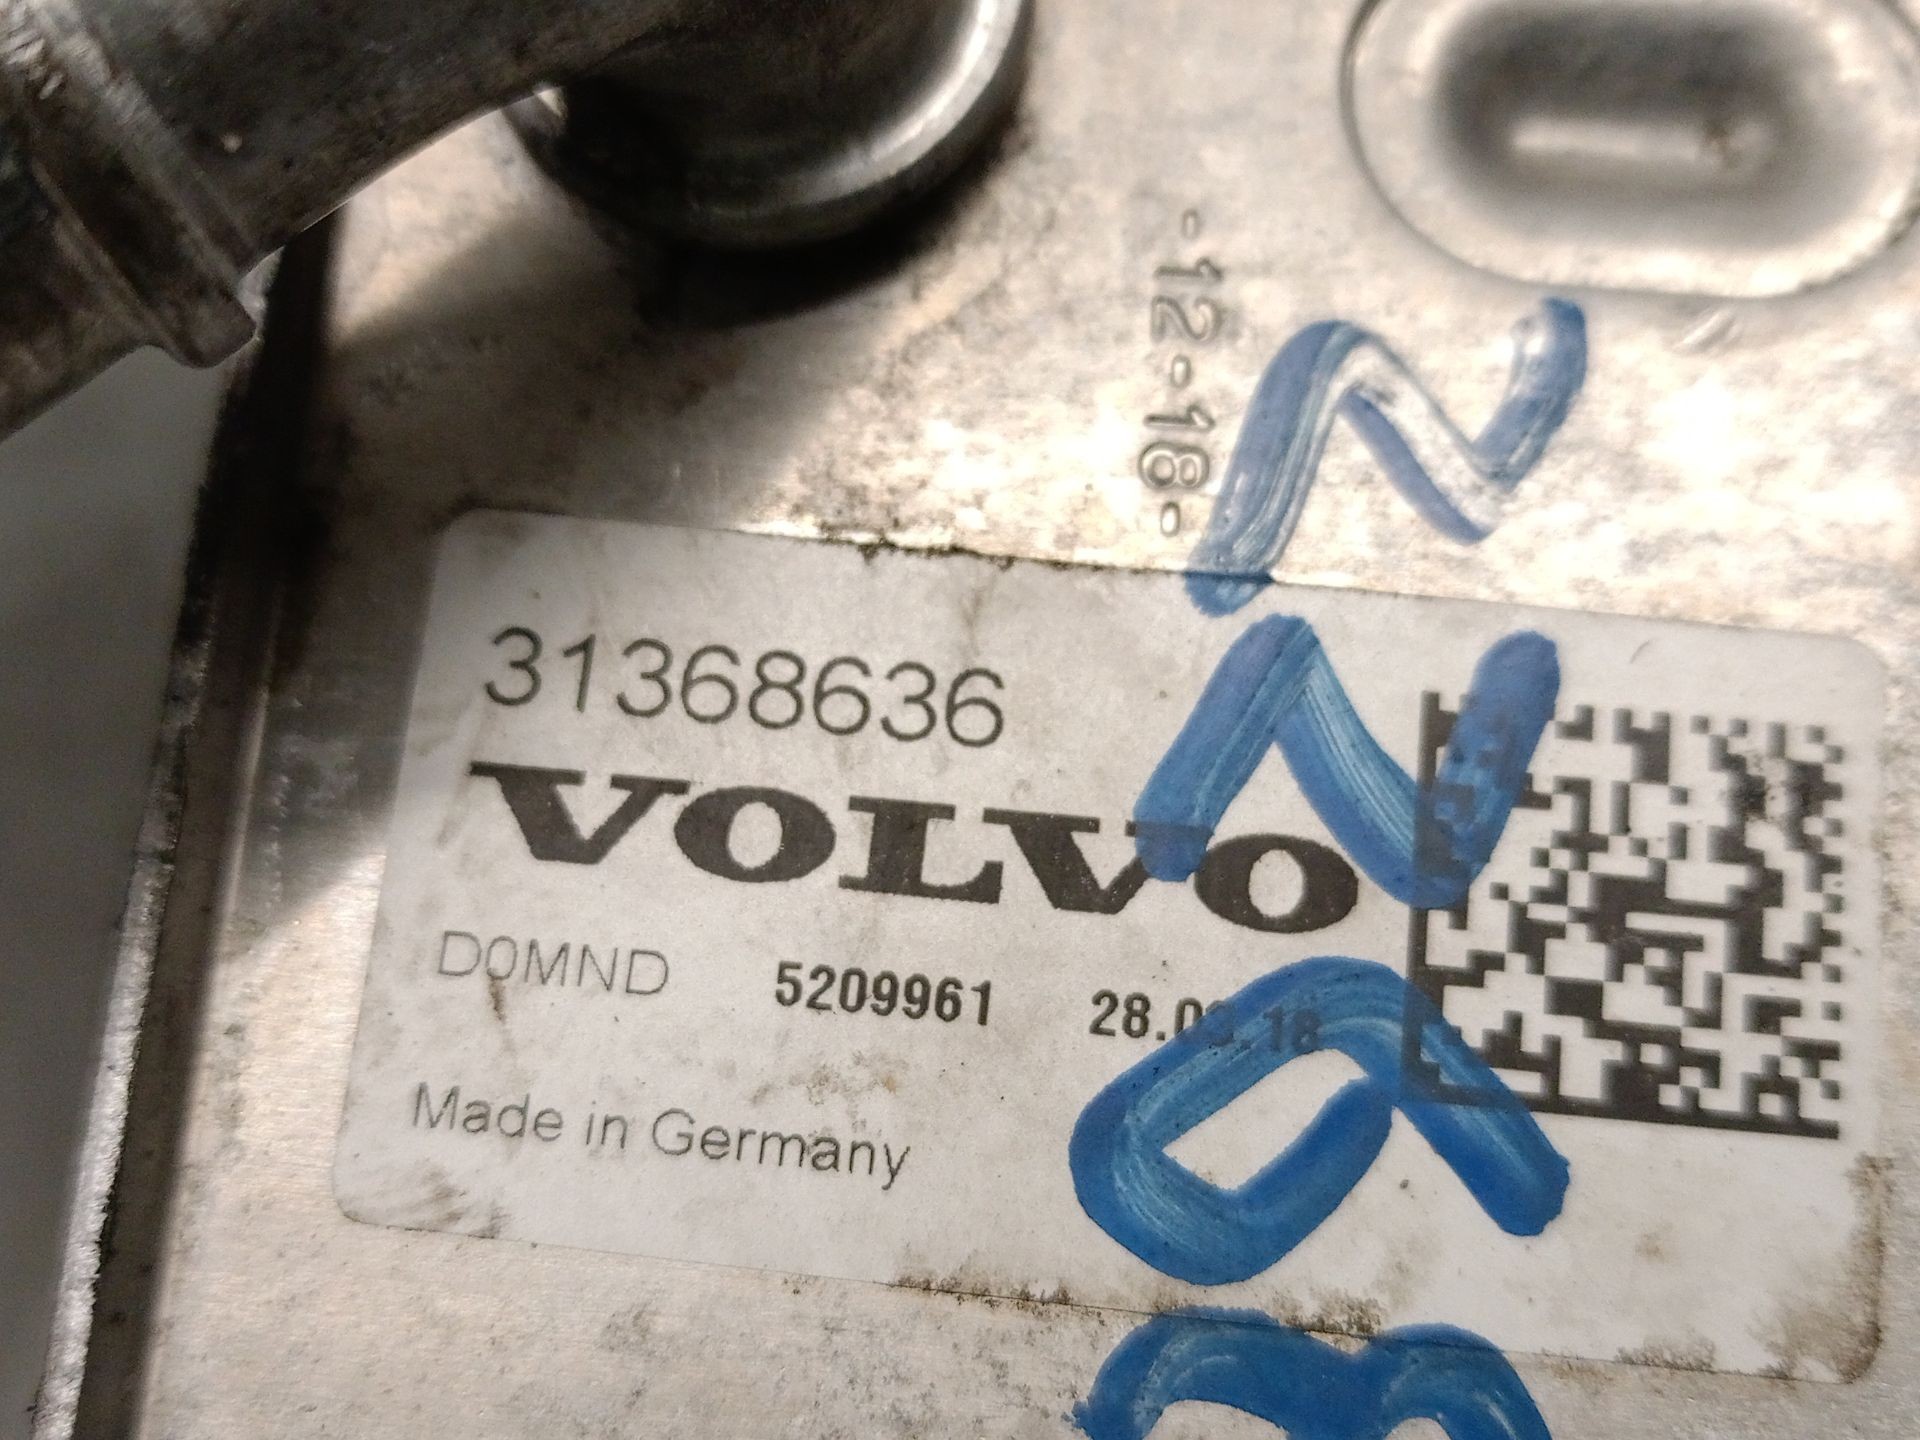 -12-18-
31368636
VOLVO
D0MND 5209961
Made in Germany